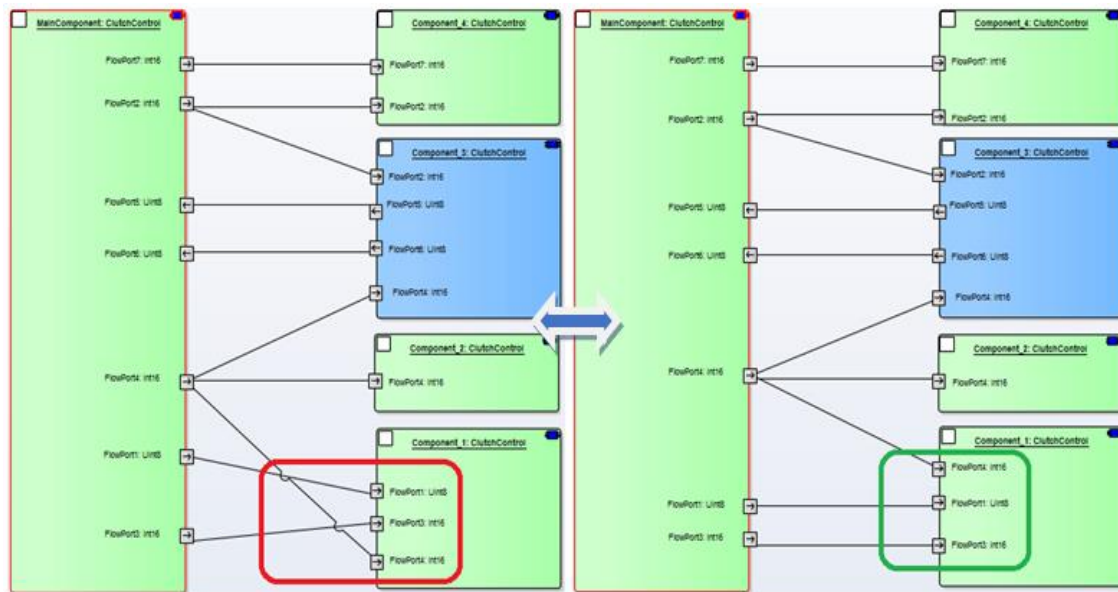 MainComponent: ClutchControl
FlowPort7: Int16
FlowPort2: Int16
FlowPort5: UInt8
FlowPort6: UInt8
FlowPort4: Int16
FlowPort1: UInt8
FlowPort3: Int16
Component_4: ClutchControl
FlowPort7: Int16
FlowPort2: Int16
Component_3: ClutchControl
FlowPort2: Int16
FlowPort5: UInt8
FlowPort6: UInt8
FlowPort4: Int16
Component_2: ClutchControl
FlowPort4: Int16
Component_1: ClutchControl
FlowPort1: UInt8
FlowPort3: Int16
FlowPort4: Int16
MainComponent: ClutchControl
FlowPort7: Int16
FlowPort2: Int16
FlowPort5: UInt8
FlowPort6: UInt8
FlowPort4: Int16
FlowPort1: UInt8
FlowPort3: Int16
Component_4: ClutchControl
FlowPort7: Int16
FlowPort2: Int16
Component_3: ClutchControl
FlowPort2: Int16
FlowPort5: UInt8
FlowPort6: UInt8
FlowPort4: Int16
Component_2: ClutchControl
FlowPort4: Int16
Component_1: ClutchControl
FlowPort4: Int16
FlowPort1: UInt8
FlowPort3: Int16